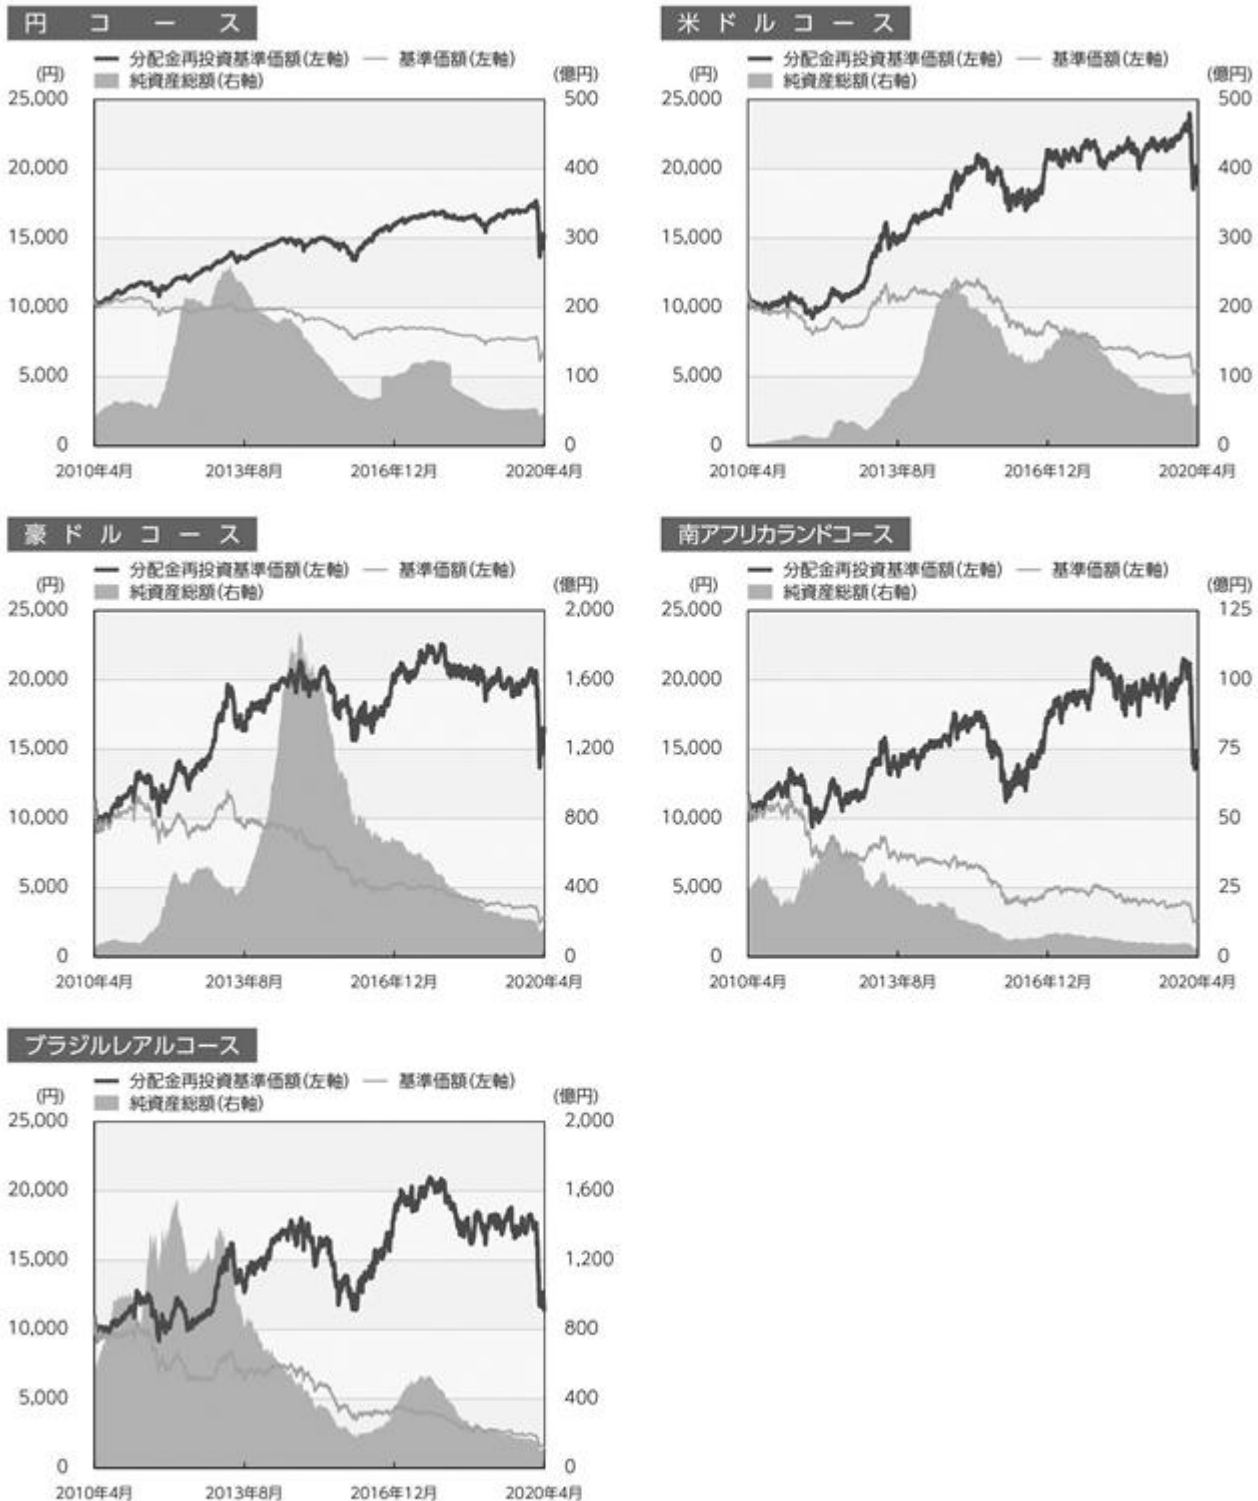 円コース
分配金再投資基準価額(左軸) 基準価額(左軸)
(円) 純資産総額(右軸) (億円)
25,000 500
20,000 400
15,000 300
10,000 200
5,000 100
0 0
2010年4月 2013年8月 2016年12月 2020年4月
米ドルコース
分配金再投資基準価額(左軸) 基準価額(左軸)
(円) 純資産総額(右軸) (億円)
25,000 500
20,000 400
15,000 300
10,000 200
5,000 100
0 0
2010年4月 2013年8月 2016年12月 2020年4月
豪ドルコース
分配金再投資基準価額(左軸) 基準価額(左軸)
(円) 純資産総額(右軸) (億円)
25,000 2,000
20,000 1,600
15,000 1,200
10,000 800
5,000 400
0 0
2010年4月 2013年8月 2016年12月 2020年4月
南アフリカランドコース
分配金再投資基準価額(左軸) 基準価額(左軸)
(円) 純資産総額(右軸) (億円)
25,000 125
20,000 100
15,000 75
10,000 50
5,000 25
0 0
2010年4月 2013年8月 2016年12月 2020年4月
ブラジルレアルコース
分配金再投資基準価額(左軸) 基準価額(左軸)
(円) 純資産総額(右軸) (億円)
25,000 2,000
20,000 1,600
15,000 1,200
10,000 800
5,000 400
0 0
2010年4月 2013年8月 2016年12月 2020年4月